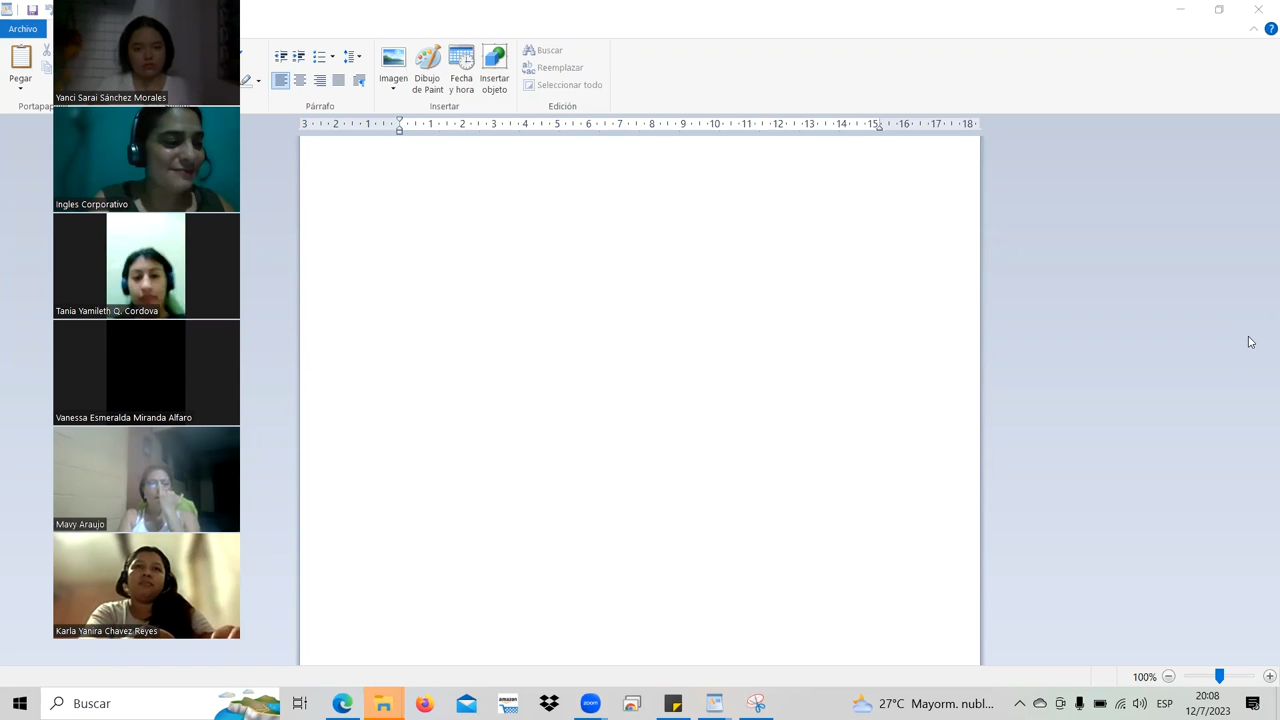 Archivo
Pegar
Portapap
Párrafo
Imagen
Dibujo
de Paint
Fecha
y hora
Insertar
objeto
Insertar
Buscar
Reemplazar
Seleccionar todo
Edición
3 2 1 1 2 3 4 5 6 7 8 9 10 11 12 13 14 15 16 17 18
Yanci Sarai Sánchez Morales
Ingles Corporativo
Tania Yamileth Q. Cordova
Vanessa Esmeralda Miranda Alfaro
Mavy Araujo
Karla Yanira Chavez Reyes
100%
Buscar
amazon
zoom
27°C Mayorm. nubl...
ESP
20:08
12/7/2023